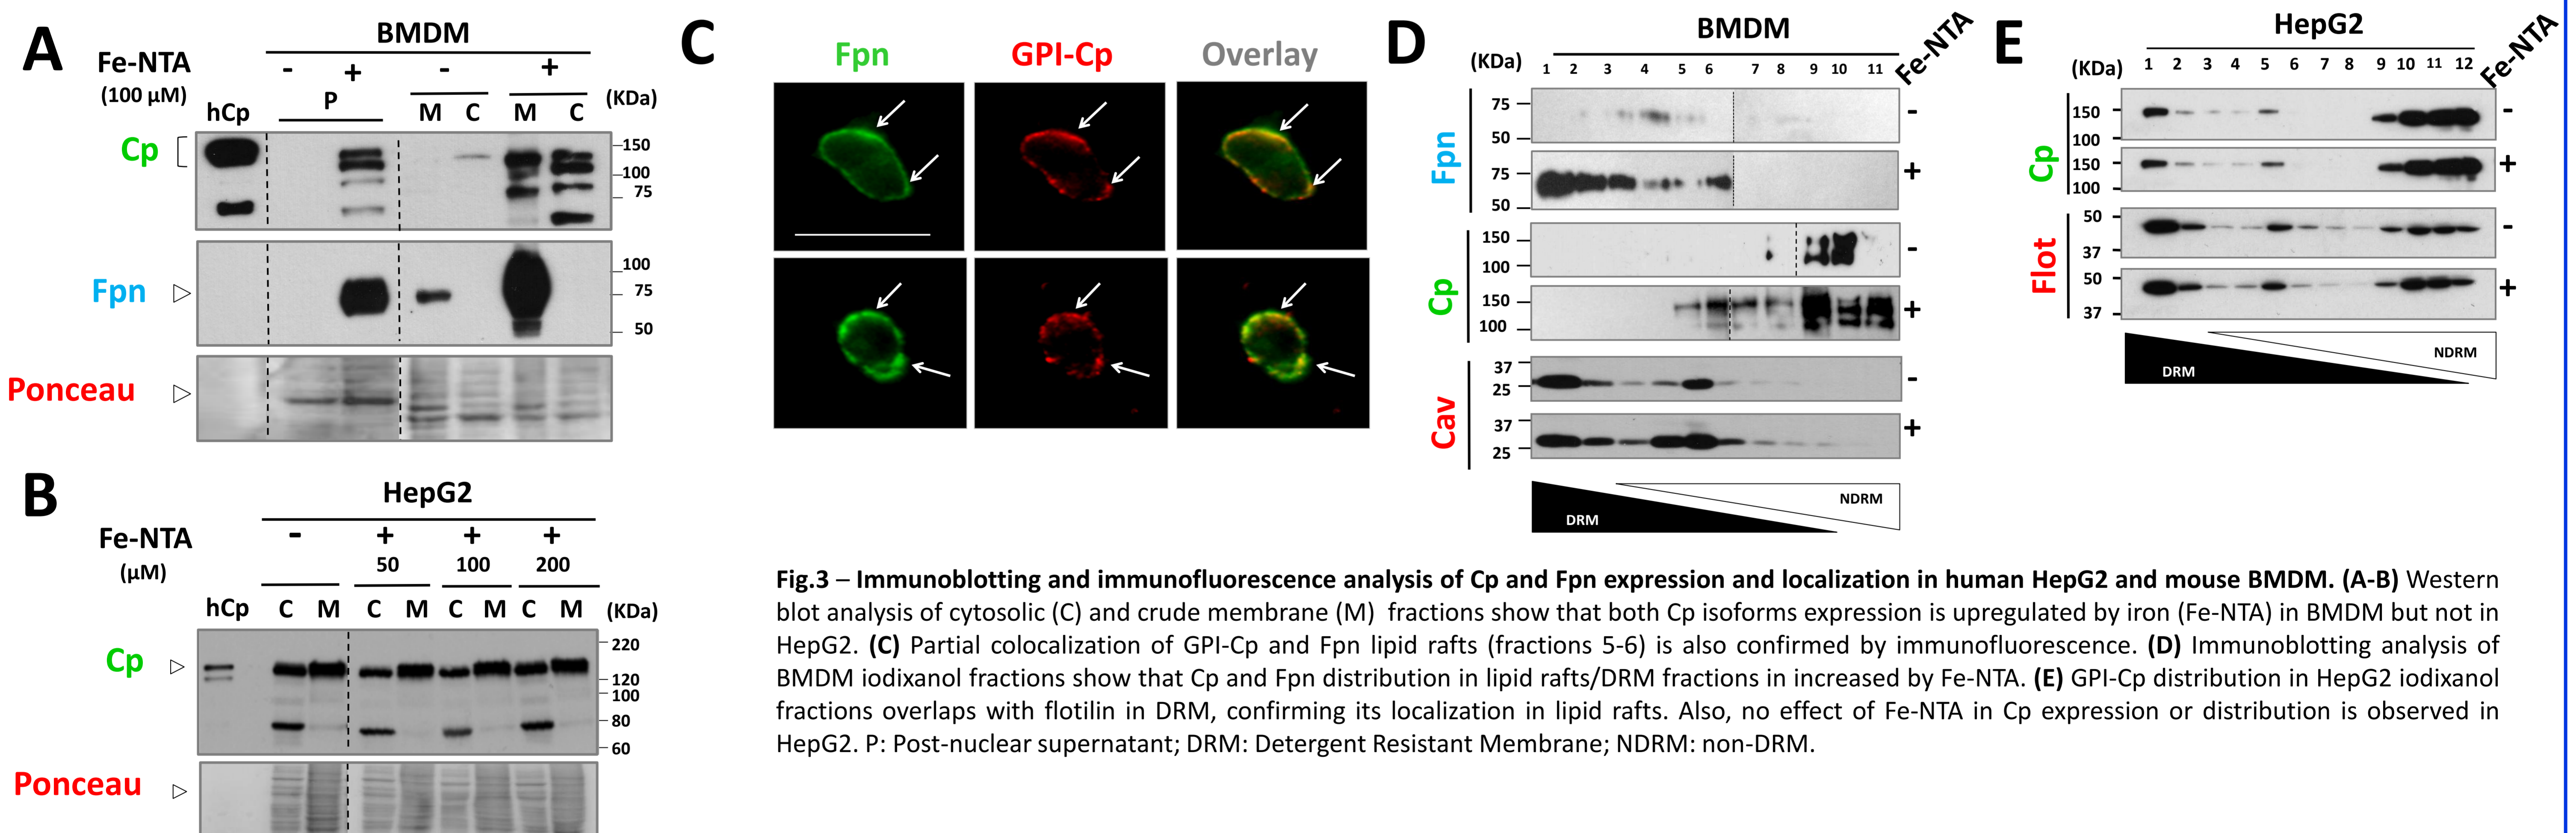 A
BMDM
Fe-NTA
(100 µM)
- + - +
P
hCp M C M C (KDa)
Cp
150
100
75
Fpn
100
75
50
Ponceau
B
HepG2
Fe-NTA
(µM)
- + + +
50 100 200
hCp C M C M C M C M (KDa)
Cp
220
120
100
80
60
Ponceau
C
Fpn GPI-Cp Overlay
D
BMDM
Fe-NTA
(KDa) 1 2 3 4 5 6 7 8 9 10 11
Fpn
75
50
-
75
50
+
Cp
150
100
-
150
100
+
Cav
37
25
-
37
25
+
DRM
NDRM
E
HepG2
Fe-NTA
(KDa) 1 2 3 4 5 6 7 8 9 10 11 12
Cp
150
100
-
150
100
+
Flot
50
37
-
50
37
+
DRM
NDRM
Fig.3 – Immunoblotting and immunofluorescence analysis of Cp and Fpn expression and localization in human HepG2 and mouse BMDM. (A-B) Western
blot analysis of cytosolic (C) and crude membrane (M) fractions show that both Cp isoforms expression is upregulated by iron (Fe-NTA) in BMDM but not in
HepG2. (C) Partial colocalization of GPI-Cp and Fpn lipid rafts (fractions 5-6) is also confirmed by immunofluorescence. (D) Immunoblotting analysis of
BMDM iodixanol fractions show that Cp and Fpn distribution in lipid rafts/DRM fractions in increased by Fe-NTA. (E) GPI-Cp distribution in HepG2 iodixanol
fractions overlaps with flotilin in DRM, confirming its localization in lipid rafts. Also, no effect of Fe-NTA in Cp expression or distribution is observed in
HepG2. P: Post-nuclear supernatant; DRM: Detergent Resistant Membrane; NDRM: non-DRM.